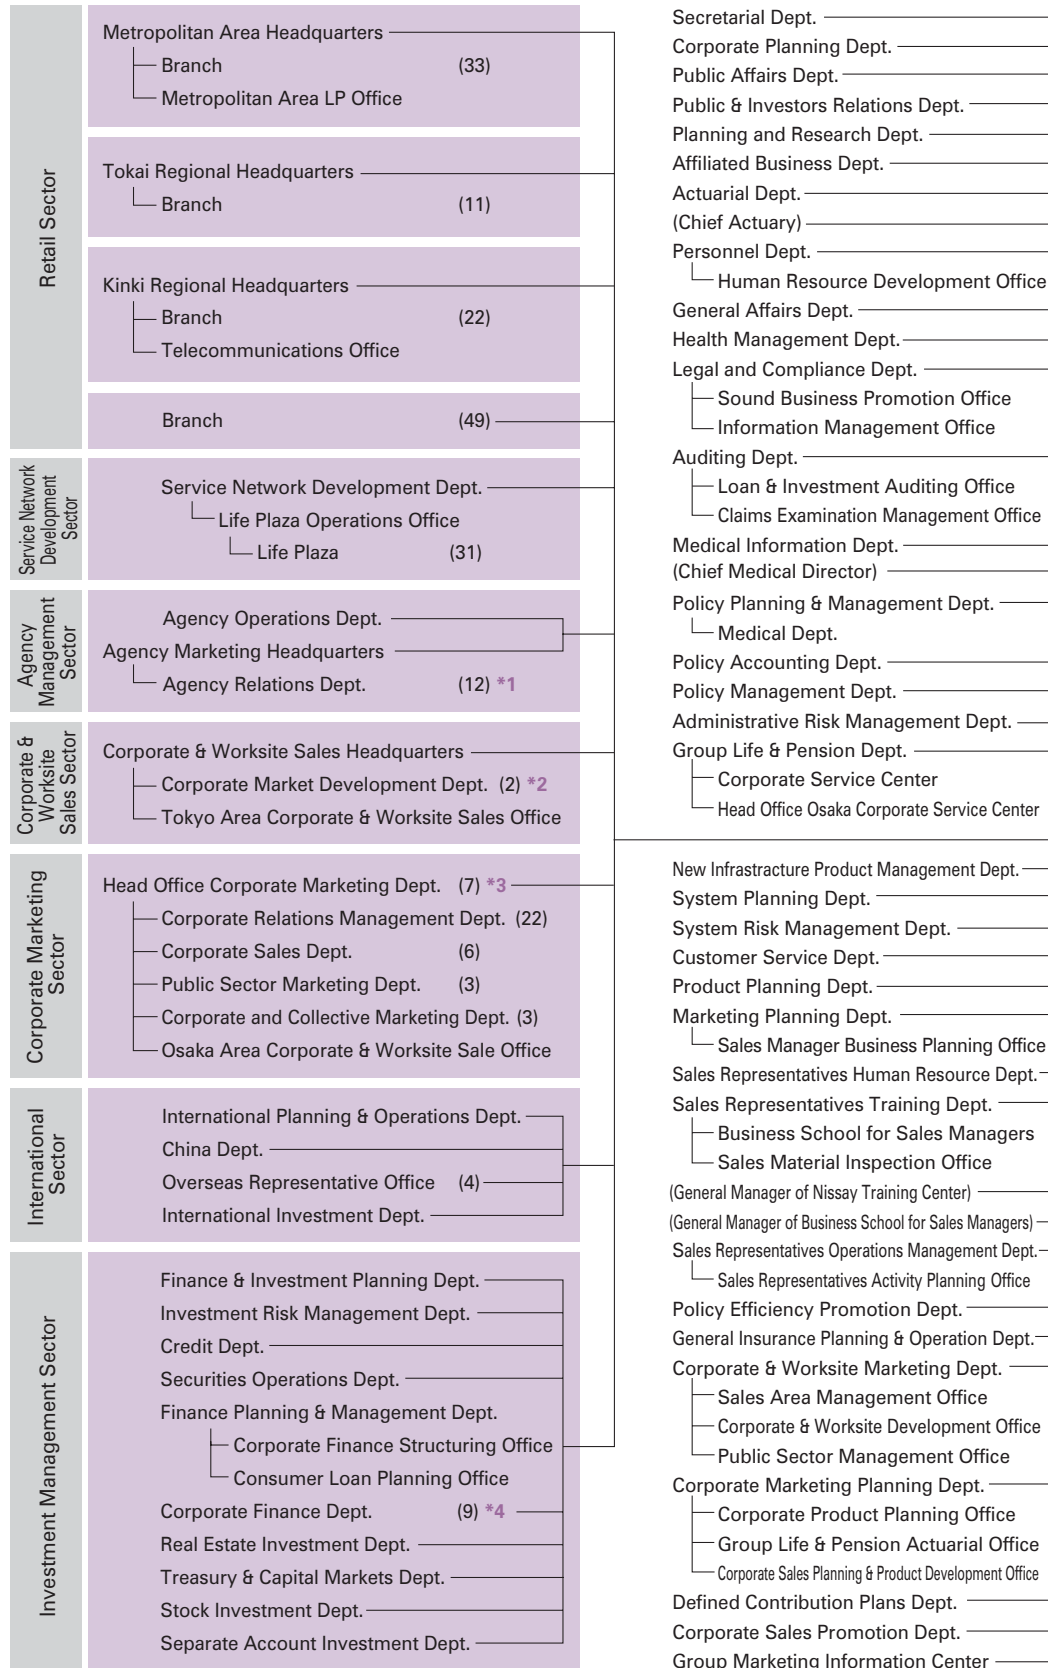 Retail Sector
Metropolitan Area Headquarters
Branch (33)
Metropolitan Area LP Office
Tokai Regional Headquarters
Branch (11)
Kinki Regional Headquarters
Branch (22)
Telecommunications Office
Branch (49)
Service Network
Development
Sector
Service Network Development Dept.
Life Plaza Operations Office
Life Plaza (31)
Agency
Management
Sector
Agency Operations Dept.
Agency Marketing Headquarters
Agency Relations Dept. (12) *1
Corporate &
Worksite
Sales Sector
Corporate & Worksite Sales Headquarters
Corporate Market Development Dept. (2) *2
Tokyo Area Corporate & Worksite Sales Office
Corporate Marketing
Sector
Head Office Corporate Marketing Dept. (7) *3
Corporate Relations Management Dept. (22)
Corporate Sales Dept. (6)
Public Sector Marketing Dept. (3)
Corporate and Collective Marketing Dept. (3)
Osaka Area Corporate & Worksite Sale Office
International
Sector
International Planning & Operations Dept.
China Dept.
Overseas Representative Office (4)
International Investment Dept.
Investment Management Sector
Finance & Investment Planning Dept.
Investment Risk Management Dept.
Credit Dept.
Securities Operations Dept.
Finance Planning & Management Dept.
Corporate Finance Structuring Office
Consumer Loan Planning Office
Corporate Finance Dept. (9) *4
Real Estate Investment Dept.
Treasury & Capital Markets Dept.
Stock Investment Dept.
Separate Account Investment Dept.
Secretarial Dept.
Corporate Planning Dept.
Public Affairs Dept.
Public & Investors Relations Dept.
Planning and Research Dept.
Affiliated Business Dept.
Actuarial Dept.
(Chief Actuary)
Personnel Dept.
Human Resource Development Office
General Affairs Dept.
Health Management Dept.
Legal and Compliance Dept.
Sound Business Promotion Office
Information Management Office
Auditing Dept.
Loan & Investment Auditing Office
Claims Examination Management Office
Medical Information Dept.
(Chief Medical Director)
Policy Planning & Management Dept.
Medical Dept.
Policy Accounting Dept.
Policy Management Dept.
Administrative Risk Management Dept.
Group Life & Pension Dept.
Corporate Service Center
Head Office Osaka Corporate Service Center
New Infrastracture Product Management Dept.
System Planning Dept.
System Risk Management Dept.
Customer Service Dept.
Product Planning Dept.
Marketing Planning Dept.
Sales Manager Business Planning Office
Sales Representatives Human Resource Dept.
Sales Representatives Training Dept.
Business School for Sales Managers
Sales Material Inspection Office
(General Manager of Nissay Training Center)
(General Manager of Business School for Sales Managers)
Sales Representatives Operations Management Dept.
Sales Representatives Activity Planning Office
Policy Efficiency Promotion Dept.
General Insurance Planning & Operation Dept.
Corporate & Worksite Marketing Dept.
Sales Area Management Office
Corporate & Worksite Development Office
Public Sector Management Office
Corporate Marketing Planning Dept.
Corporate Product Planning Office
Group Life & Pension Actuarial Office
Corporate Sales Planning & Product Development Office
Defined Contribution Plans Dept.
Corporate Sales Promotion Dept.
Group Marketing Information Center